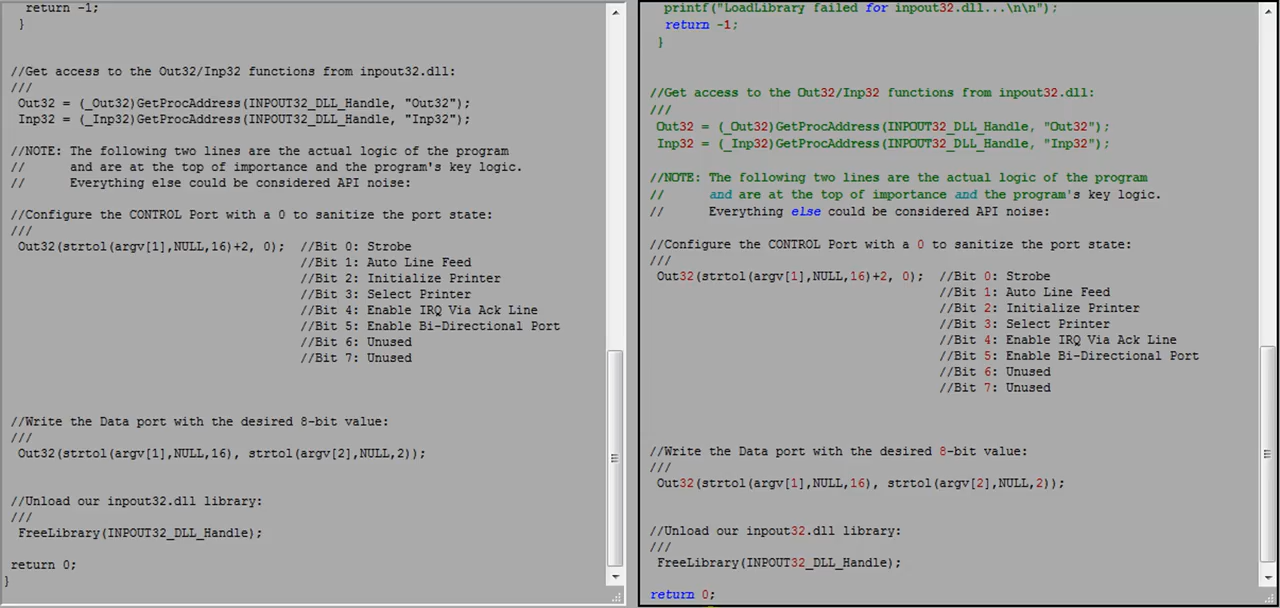 return -1;
}
//Get access to the Out32/Inp32 functions from inpout32.dll:
///
Out32 = (_Out32)GetProcAddress(INPOUT32_DLL_Handle, "Out32");
Inp32 = (_Inp32)GetProcAddress(INPOUT32_DLL_Handle, "Inp32");
//NOTE: The following two lines are the actual logic of the program
//      and are at the top of importance and the program's key logic.
//      Everything else could be considered API noise:
//Configure the CONTROL Port with a 0 to sanitize the port state:
///
Out32(strtol(argv[1],NULL,16)+2, 0);  //Bit 0: Strobe
//Bit 1: Auto Line Feed
//Bit 2: Initialize Printer
//Bit 3: Select Printer
//Bit 4: Enable IRQ Via Ack Line
//Bit 5: Enable Bi-Directional Port
//Bit 6: Unused
//Bit 7: Unused
//Write the Data port with the desired 8-bit value:
///
Out32(strtol(argv[1],NULL,16), strtol(argv[2],NULL,2));
//Unload our inpout32.dll library:
///
FreeLibrary(INPOUT32_DLL_Handle);
return 0;
}
printf("LoadLibrary failed for inpout32.dll...\n\n");
return -1;
}
//Get access to the Out32/Inp32 functions from inpout32.dll:
///
Out32 = (_Out32)GetProcAddress(INPOUT32_DLL_Handle, "Out32");
Inp32 = (_Inp32)GetProcAddress(INPOUT32_DLL_Handle, "Inp32");
//NOTE: The following two lines are the actual logic of the program
//      and are at the top of importance and the program's key logic.
//      Everything else could be considered API noise:
//Configure the CONTROL Port with a 0 to sanitize the port state:
///
Out32(strtol(argv[1],NULL,16)+2, 0);  //Bit 0: Strobe
//Bit 1: Auto Line Feed
//Bit 2: Initialize Printer
//Bit 3: Select Printer
//Bit 4: Enable IRQ Via Ack Line
//Bit 5: Enable Bi-Directional Port
//Bit 6: Unused
//Bit 7: Unused
//Write the Data port with the desired 8-bit value:
///
Out32(strtol(argv[1],NULL,16), strtol(argv[2],NULL,2));
//Unload our inpout32.dll library:
///
FreeLibrary(INPOUT32_DLL_Handle);
return 0;